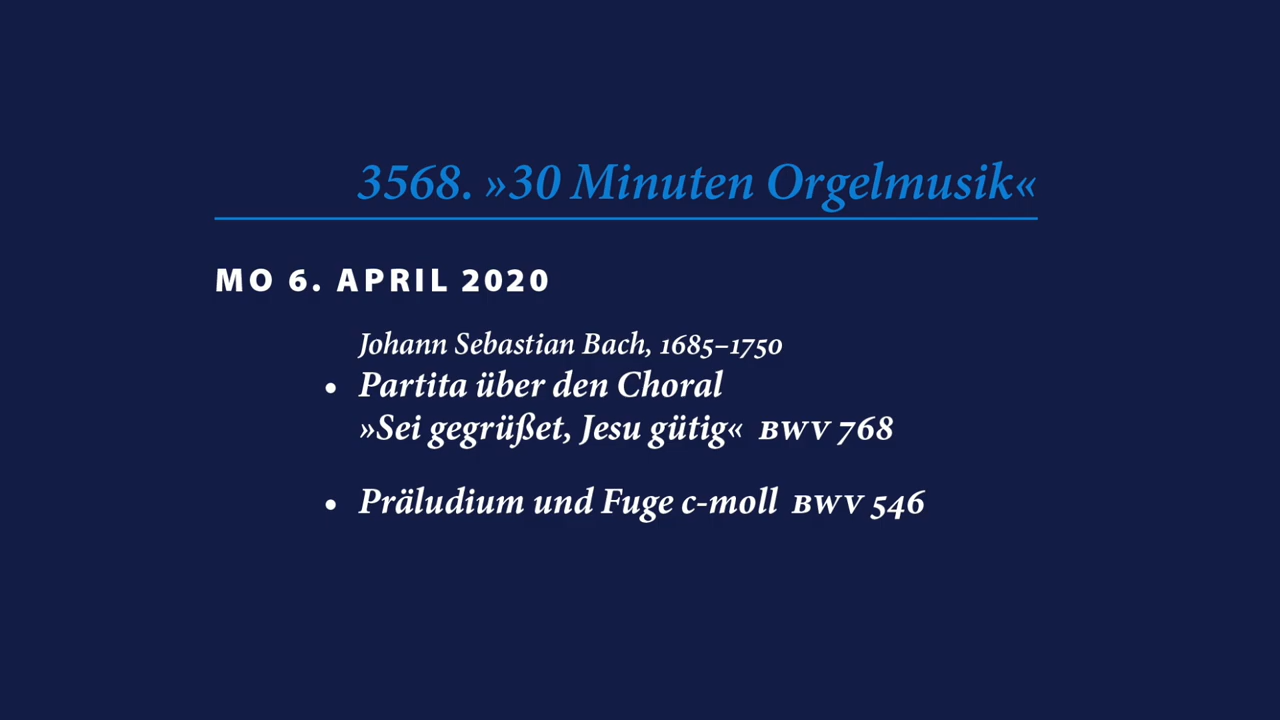 3568. »30 Minuten Orgelmusik«
MO 6. APRIL 2020
Johann Sebastian Bach, 1685–1750
• Partita über den Choral
»Sei gegrüßet, Jesu gütig« BWV 768
• Präludium und Fuge c-moll BWV 546